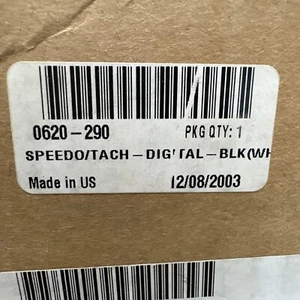 0620-290 PKG QTY: 1
SPEEDO/TACH-DIGITAL-BLK(WH
Made in US 12/08/2003